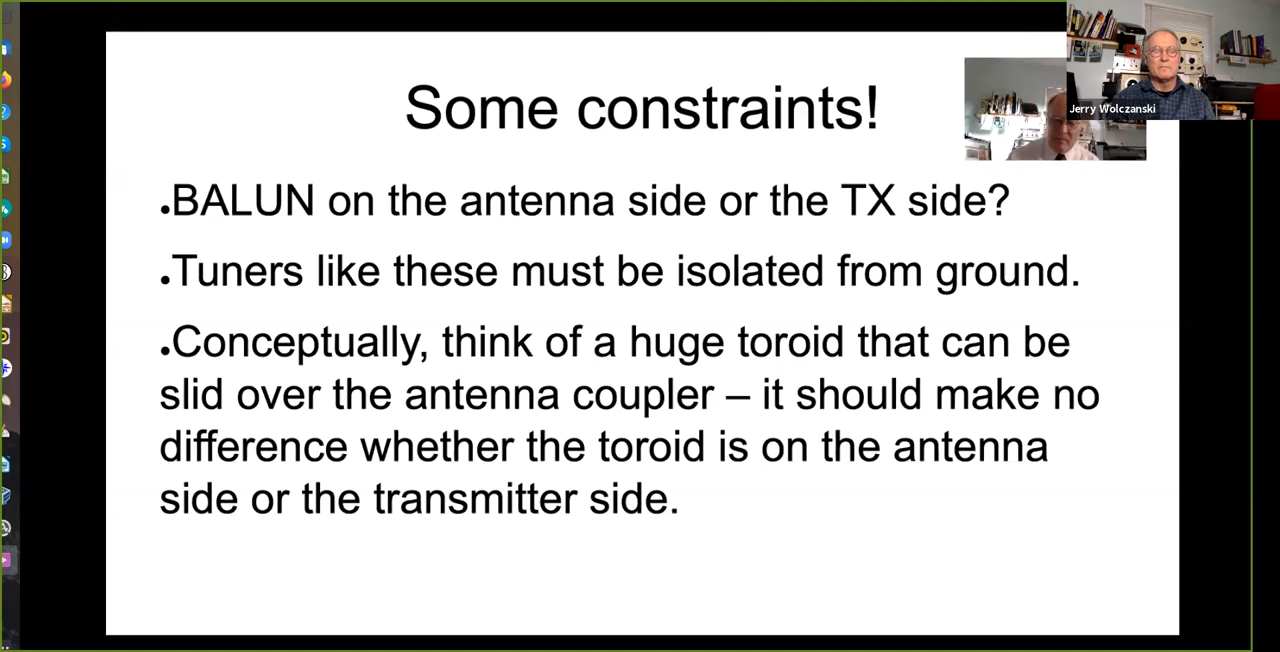 Some constraints!
Jerry Wolczanski
.BALUN on the antenna side or the TX side?
.Tuners like these must be isolated from ground.
.Conceptually, think of a huge toroid that can be
slid over the antenna coupler – it should make no
difference whether the toroid is on the antenna
side or the transmitter side.